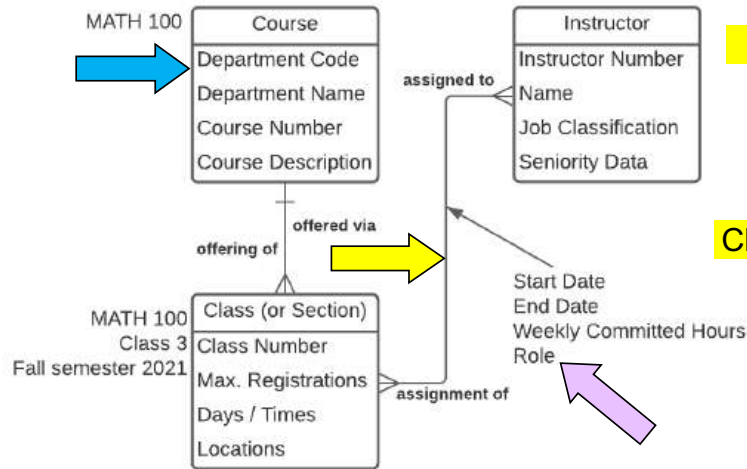 MATH 100
Course
Department Code
Department Name
Course Number
Course Description
Instructor
Instructor Number
Name
Job Classification
Seniority Data
assigned to
offered via
offering of
Start Date
End Date
Weekly Committed Hours
Role
MATH 100
Class 3
Fall semester 2021
Class (or Section)
Class Number
Max. Registrations
Days / Times
Locations
assignment of